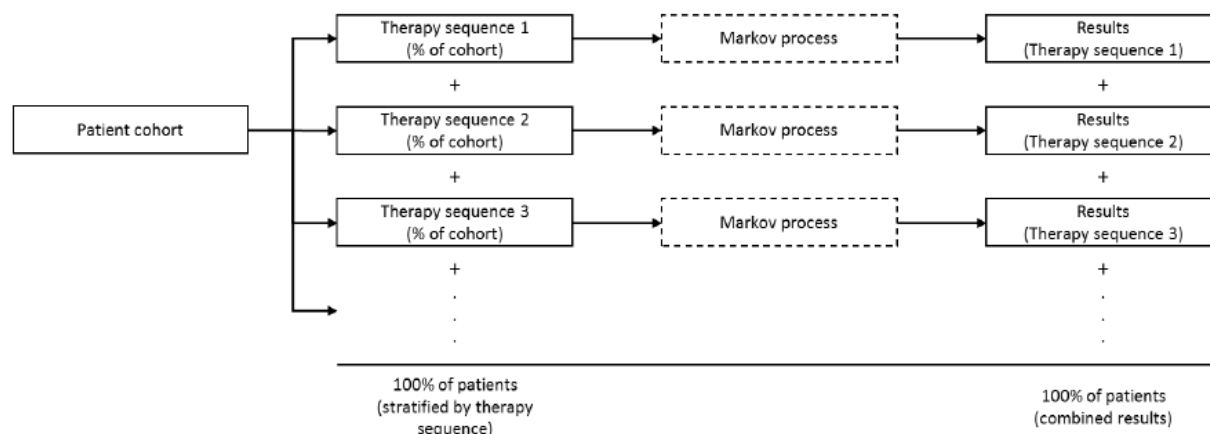 Therapy sequence 1
(% of cohort)
Markov process
Results
(Therapy sequence 1)
+
+
Patient cohort
Therapy sequence 2
(% of cohort)
Markov process
Results
(Therapy sequence 2)
+
+
Therapy sequence 3
(% of cohort)
Markov process
Results
(Therapy sequence 3)
+
+
.
.
.
.
.
.
100% of patients
(stratified by therapy
sequence)
100% of patients
(combined results)